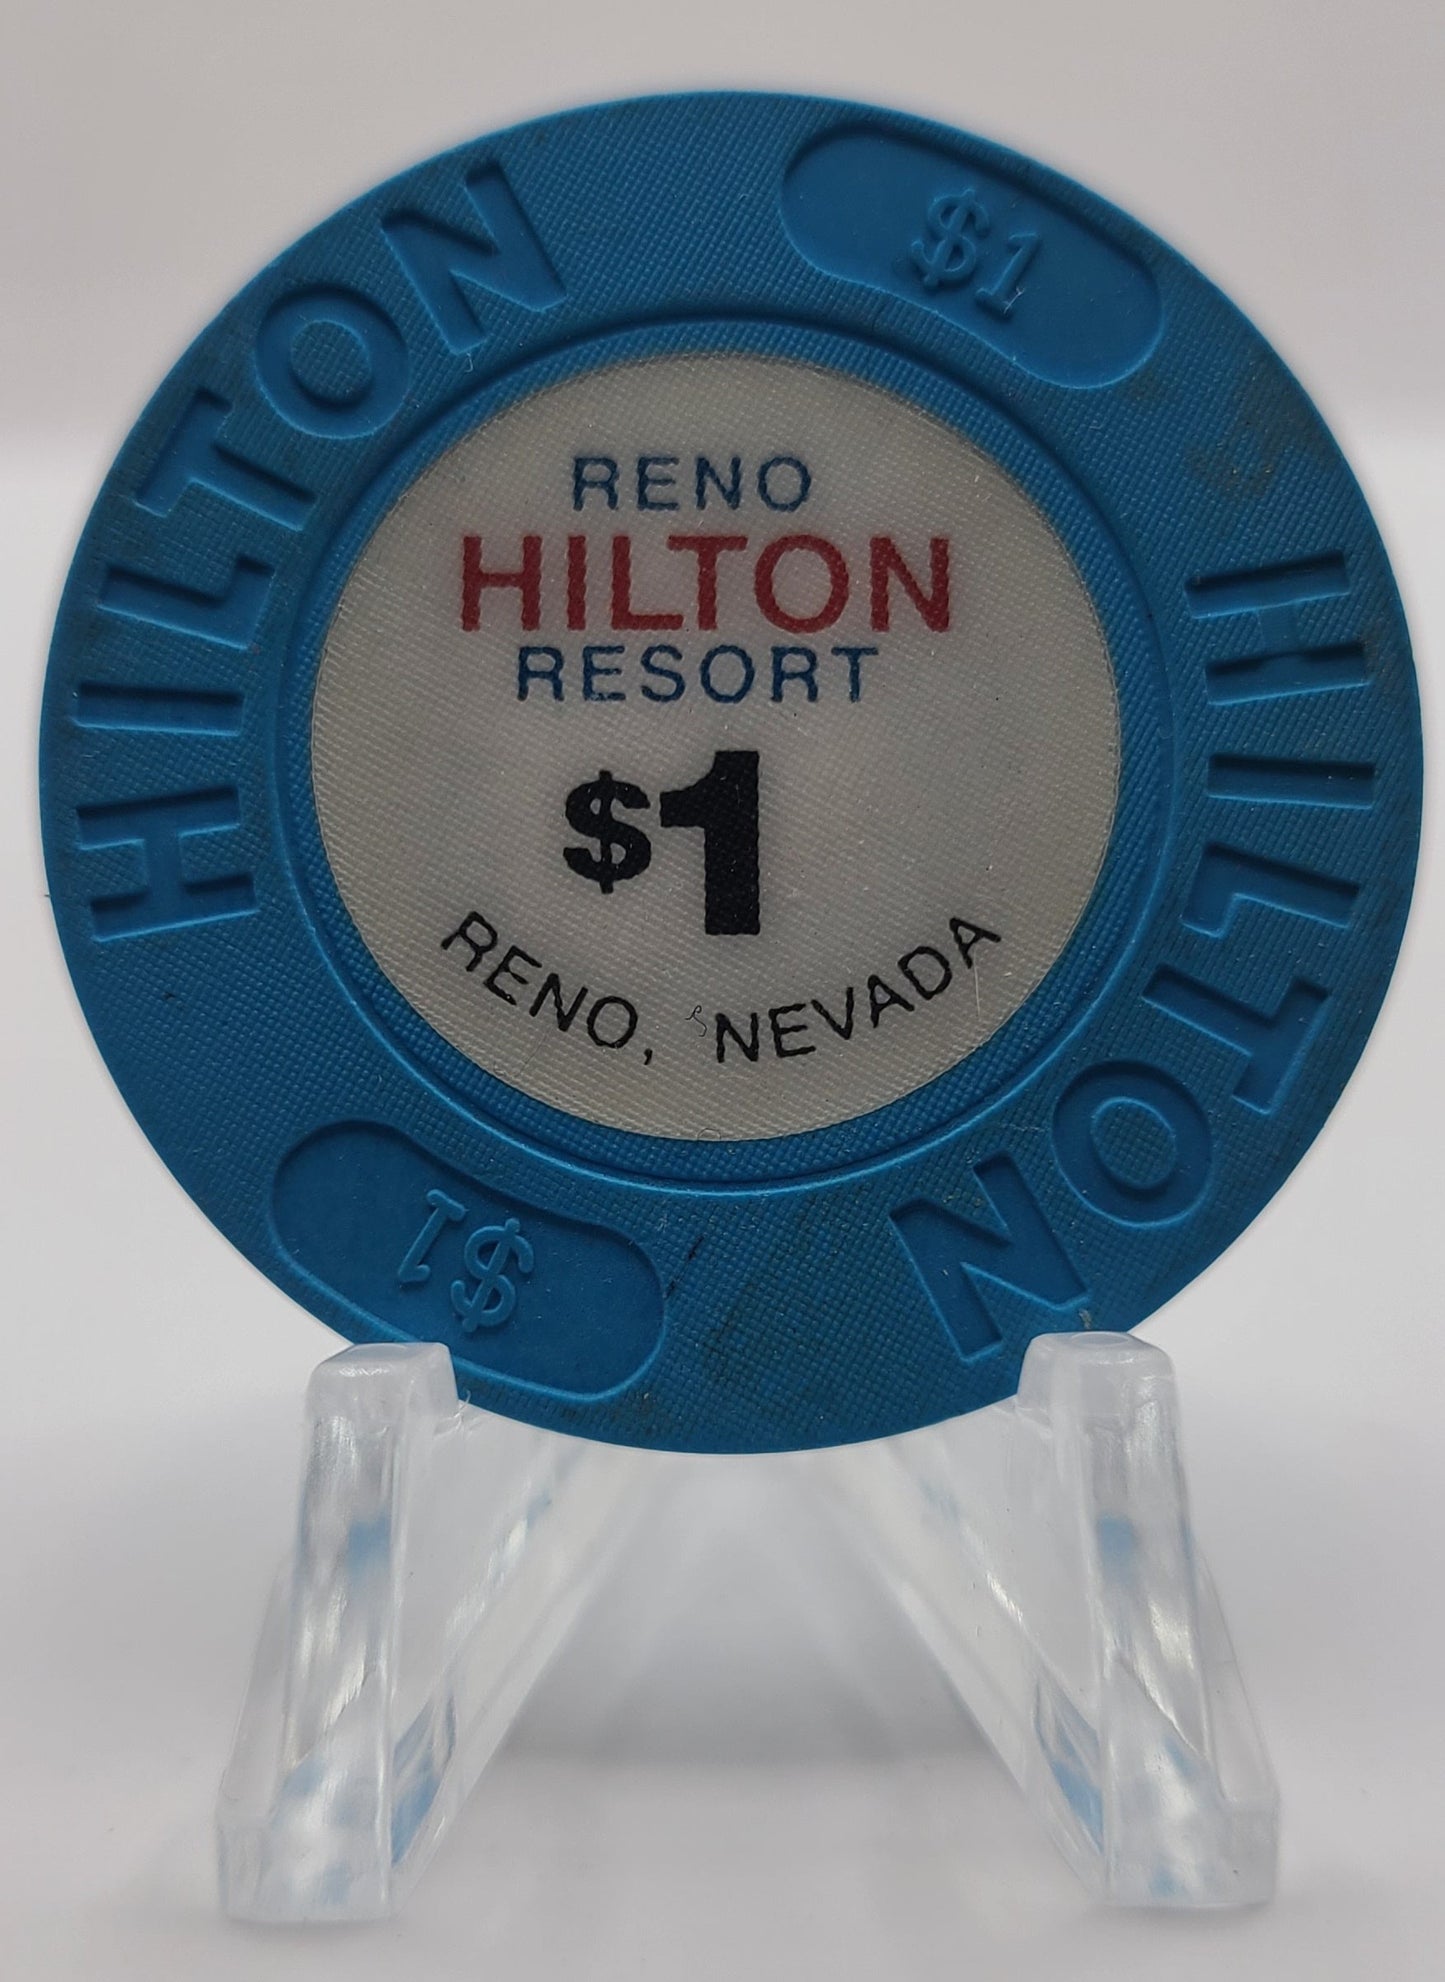 HILTON
$1
RENO
HILTON
RESORT
$1
RENO, NEVADA
HILTON
$1